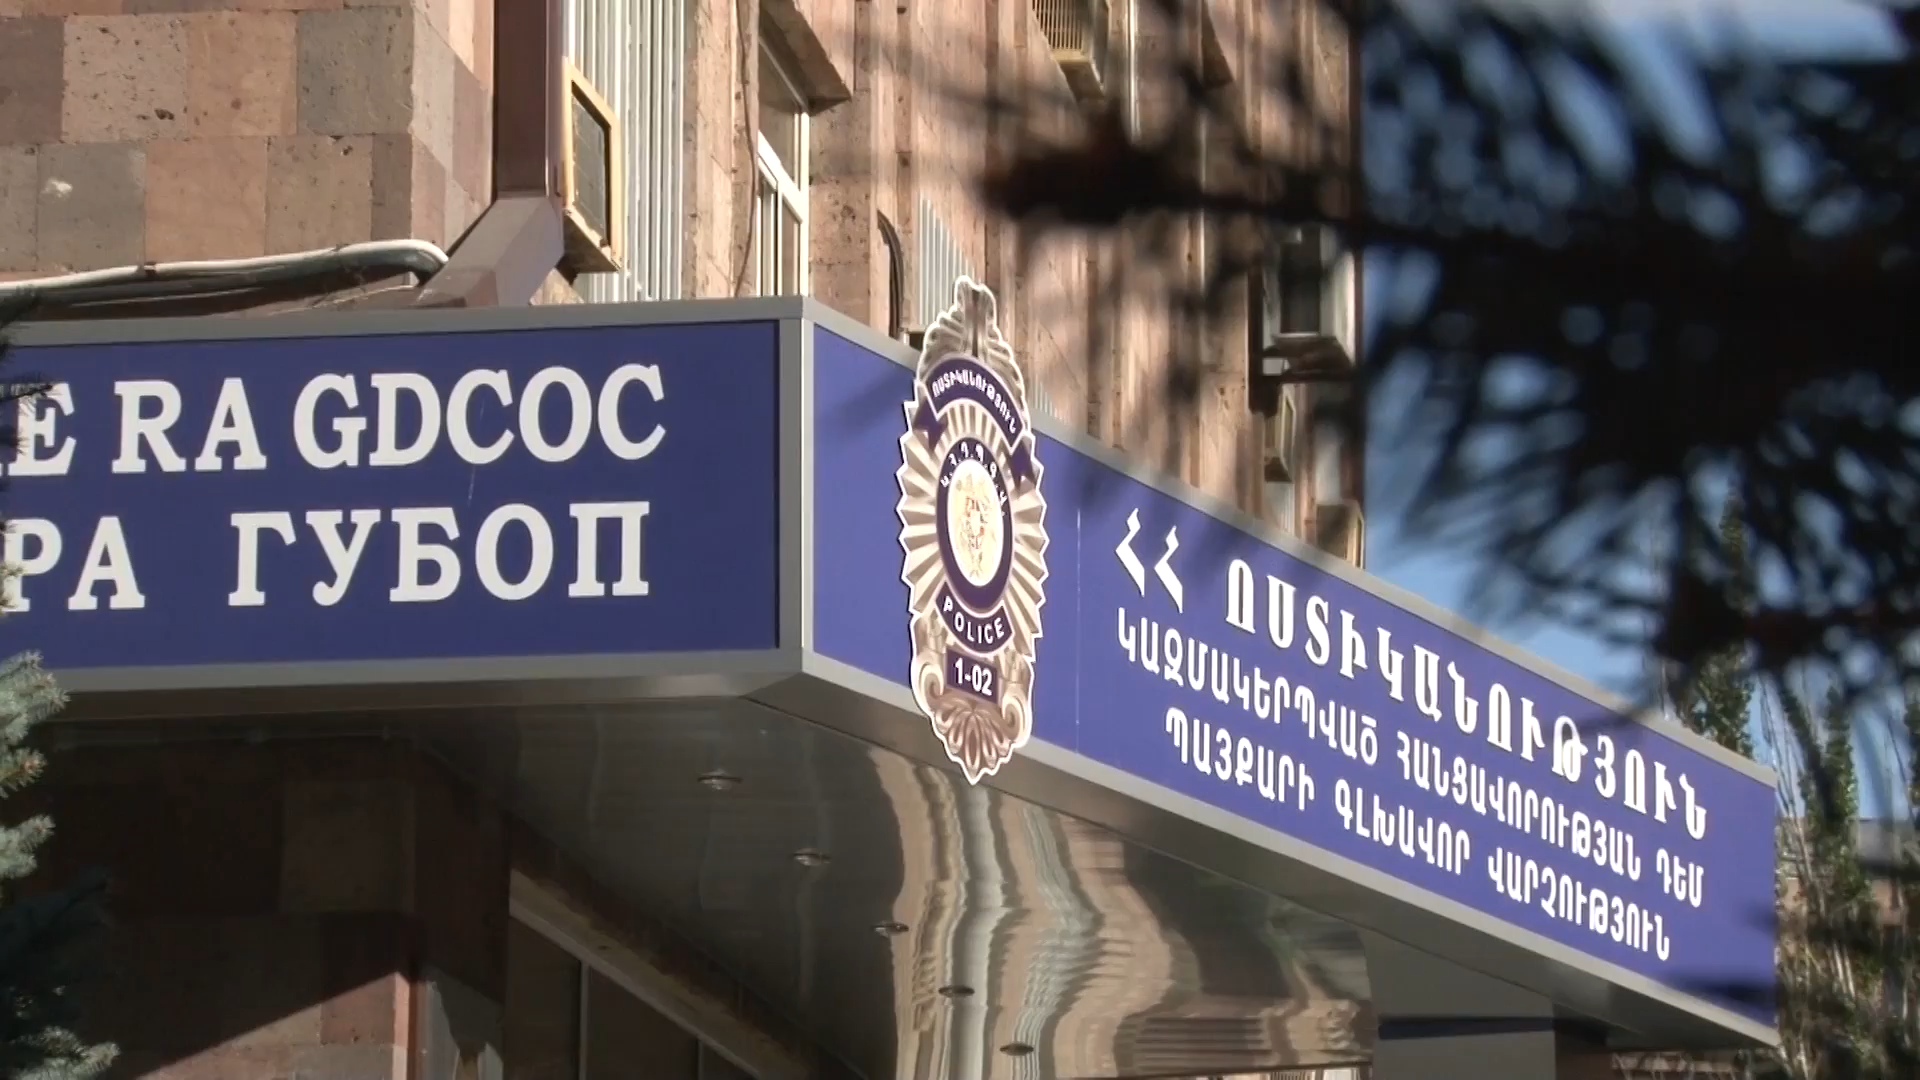 RA GDCOC
РА ГУБОП
ՈՍՏԻԿԱՆՈՒԹՅՈՒՆ
POLICE
1-02
ՀՀ ՈՍՏԻԿԱՆՈՒԹՅՈՒՆ
ԿԱԶՄԱԿԵՐՊՎԱԾ ՀԱՆՑԱՎՈՐՈՒԹՅԱՆ ԴԵՄ
ՊԱՅՔԱՐԻ ԳԼԽԱՎՈՐ ՎԱՐՉՈՒԹՅՈՒՆ